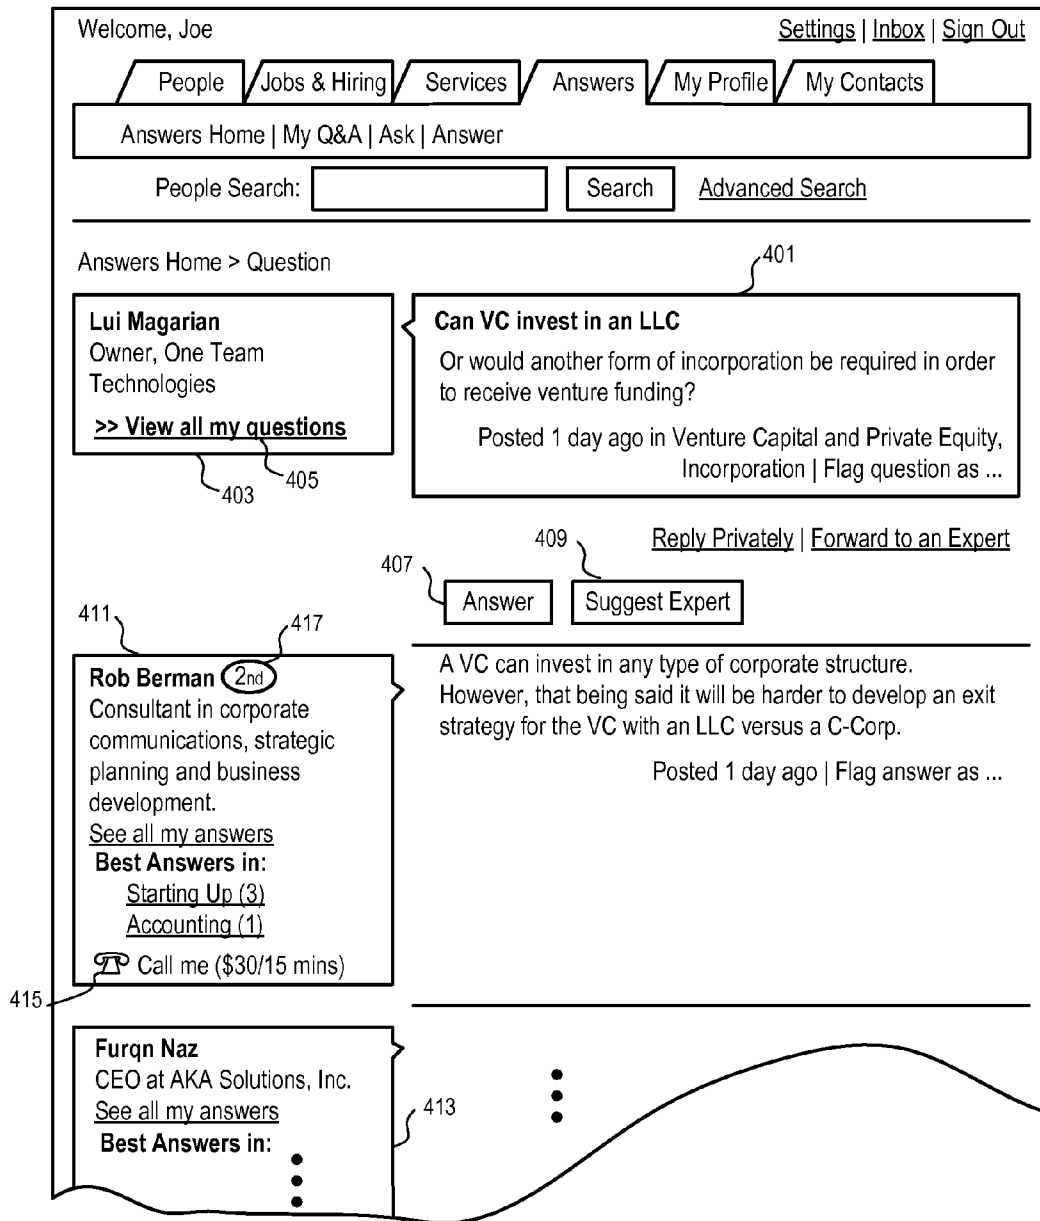 Welcome, Joe
Settings | Inbox | Sign Out
People
Jobs & Hiring
Services
Answers
My Profile
My Contacts
Answers Home | My Q&A | Ask | Answer
People Search:
Search
Advanced Search
Answers Home > Question
401
Lui Magarian
Owner, One Team
Technologies
>> View all my questions
405
403
Can VC invest in an LLC
Or would another form of incorporation be required in order
to receive venture funding?
Posted 1 day ago in Venture Capital and Private Equity,
Incorporation | Flag question as ...
Reply Privately | Forward to an Expert
409
407
Answer
Suggest Expert
411
417
Rob Berman 2nd
Consultant in corporate
communications, strategic
planning and business
development.
See all my answers
Best Answers in:
Starting Up (3)
Accounting (1)
Call me ($30/15 mins)
415
A VC can invest in any type of corporate structure.
However, that being said it will be harder to develop an exit
strategy for the VC with an LLC versus a C-Corp.
Posted 1 day ago | Flag answer as ...
Furqn Naz
CEO at AKA Solutions, Inc.
See all my answers
Best Answers in:
413